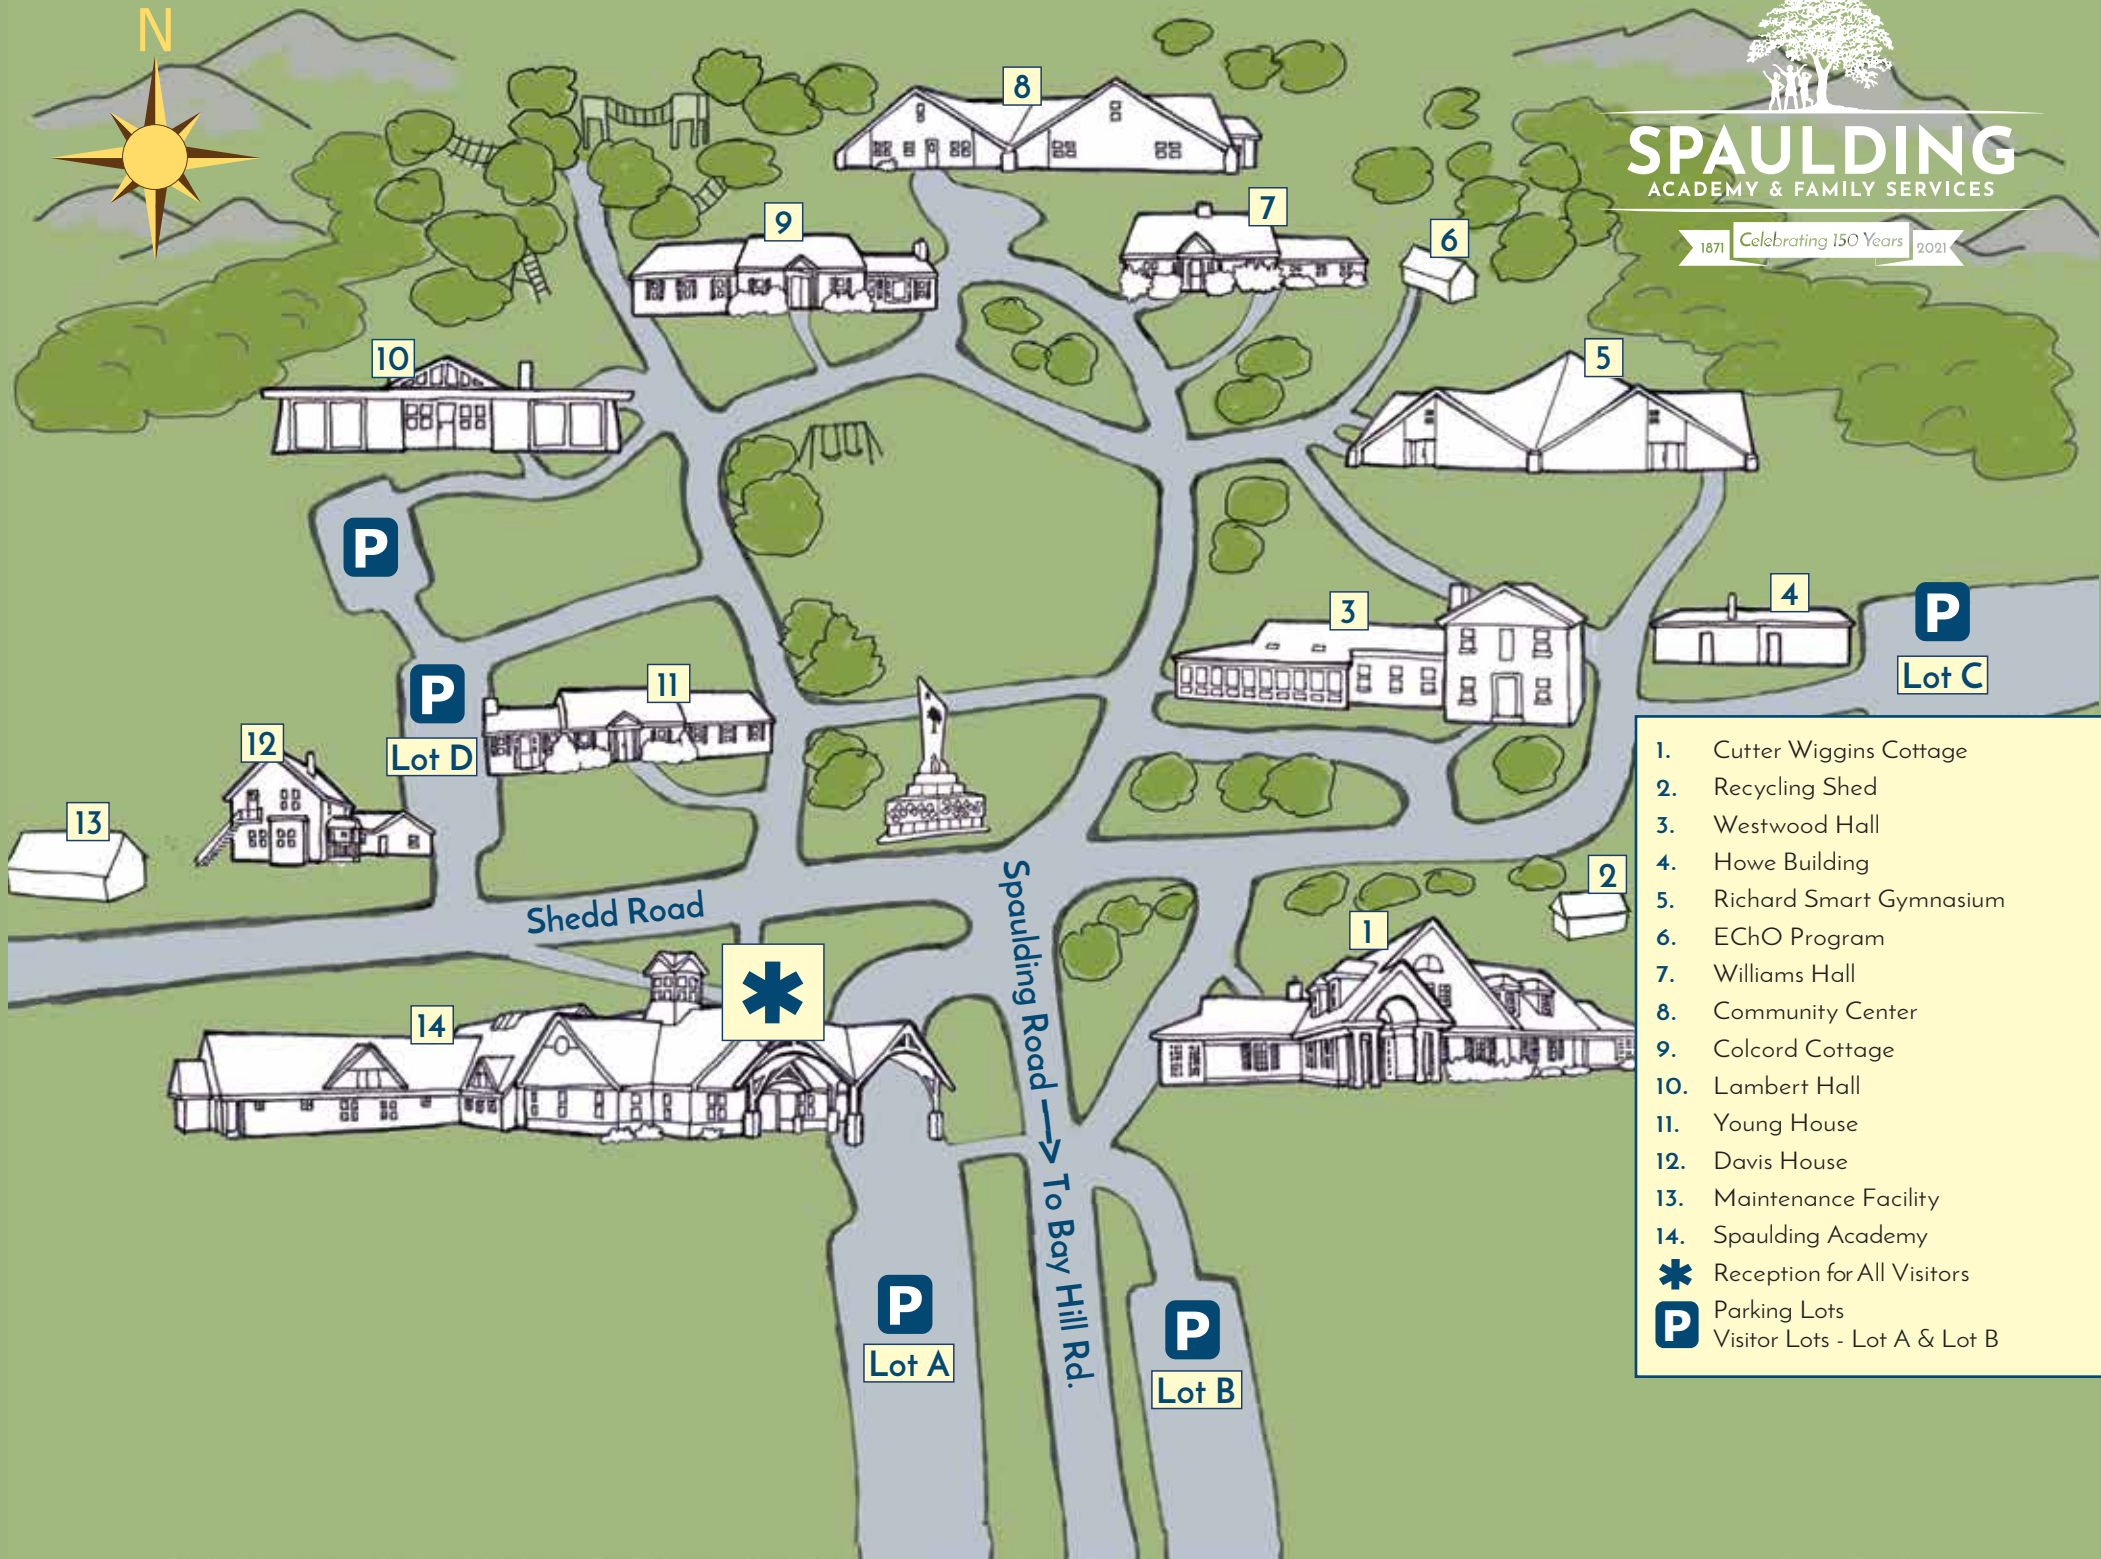 N
SPAULDING
ACADEMY & FAMILY SERVICES
1871 Celebrating 150 Years 2021
8
7
9
6
10
5
P
4
P
3
Lot C
P
11
12
Lot D
13
2
Shedd Road
1
*
14
Spaulding Road → To Bay Hill Rd.
P
Lot A
P
Lot B
1. Cutter Wiggins Cottage
2. Recycling Shed
3. Westwood Hall
4. Howe Building
5. Richard Smart Gymnasium
6. EChO Program
7. Williams Hall
8. Community Center
9. Colcord Cottage
10. Lambert Hall
11. Young House
12. Davis House
13. Maintenance Facility
14. Spaulding Academy
* Reception for All Visitors
P Parking Lots
Visitor Lots - Lot A & Lot B